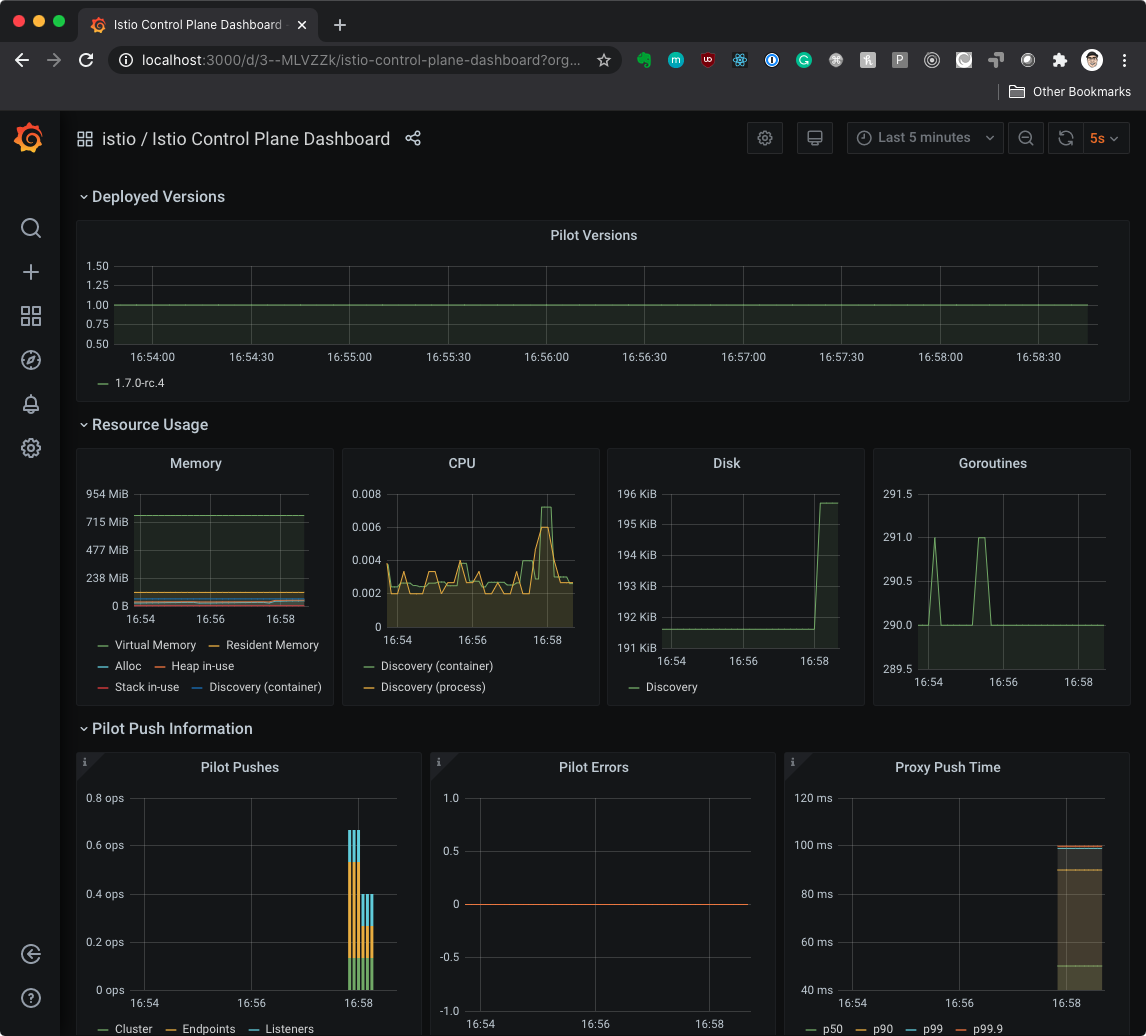 Istio Control Plane Dashboard
localhost:3000/d/3--MLVZZk/istio-control-plane-dashboard?org...
Other Bookmarks
istio / Istio Control Plane Dashboard
Last 5 minutes
5s
Deployed Versions
Pilot Versions
1.50
1.25
1.00
0.75
0.50
16:54:00 16:54:30 16:55:00 16:55:30 16:56:00 16:56:30 16:57:00 16:57:30 16:58:00 16:58:30
1.7.0-rc.4
Resource Usage
Memory
954 MiB
715 MiB
477 MiB
238 MiB
0 B
16:54 16:56 16:58
Virtual Memory Resident Memory
Alloc Heap in-use
Stack in-use Discovery (container)
CPU
0.008
0.006
0.004
0.002
0
16:54 16:56 16:58
Discovery (container)
Discovery (process)
Disk
196 KiB
195 KiB
194 KiB
193 KiB
192 KiB
191 KiB
16:54 16:56 16:58
Discovery
Goroutines
291.5
291.0
290.5
290.0
289.5
16:54 16:56 16:58
Pilot Push Information
Pilot Pushes
0.8 ops
0.6 ops
0.4 ops
0.2 ops
0 ops
16:54 16:56 16:58
Cluster Endpoints Listeners
Pilot Errors
1.0
0.5
0
-0.5
-1.0
16:54 16:56 16:58
Proxy Push Time
120 ms
100 ms
80 ms
60 ms
40 ms
16:54 16:56 16:58
p50 p90 p99 p99.9